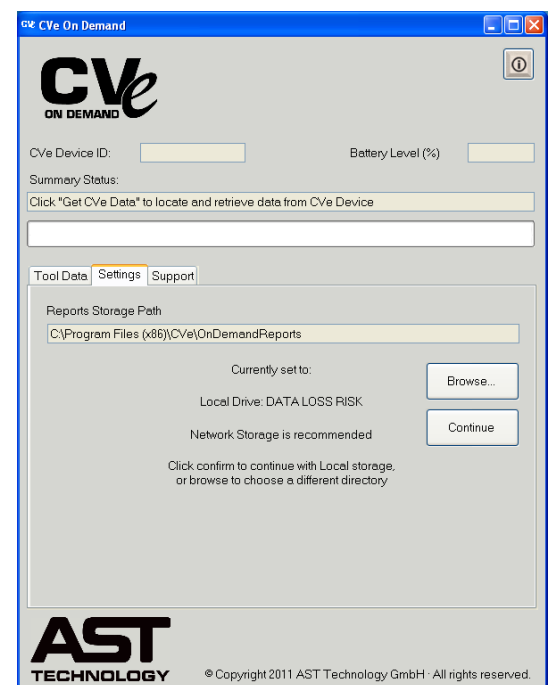 CVe CVe On Demand
CVe
ON DEMAND
CVe Device ID:
Battery Level (%)
Summary Status:
Click "Get CVe Data" to locate and retrieve data from CVe Device
Tool Data Settings Support
Reports Storage Path
C:\Program Files (x86)\CVe\OnDemandReports
Currently set to:
Browse...
Local Drive: DATA LOSS RISK
Continue
Network Storage is recommended
Click confirm to continue with Local storage,
or browse to choose a different directory
AST
TECHNOLOGY
© Copyright 2011 AST Technology GmbH · All rights reserved.